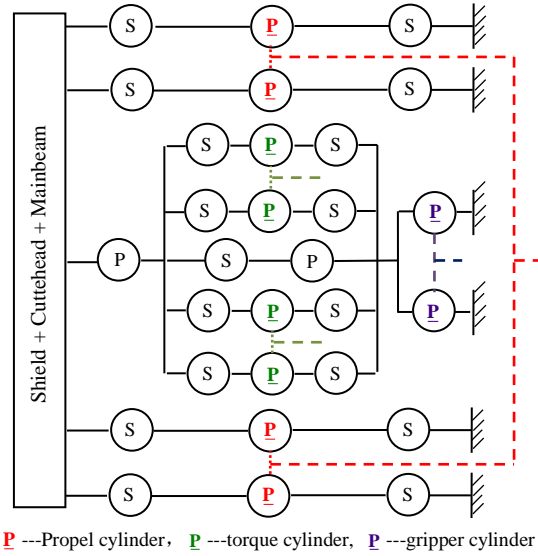 S P S
S P S
S P S
S P S
P
P S P
P
S P S
S P S
S P S
S P S
Shield + Cuttehead + Mainbeam
P ---Propel cylinder, P ---torque cylinder, P ---gripper cylinder